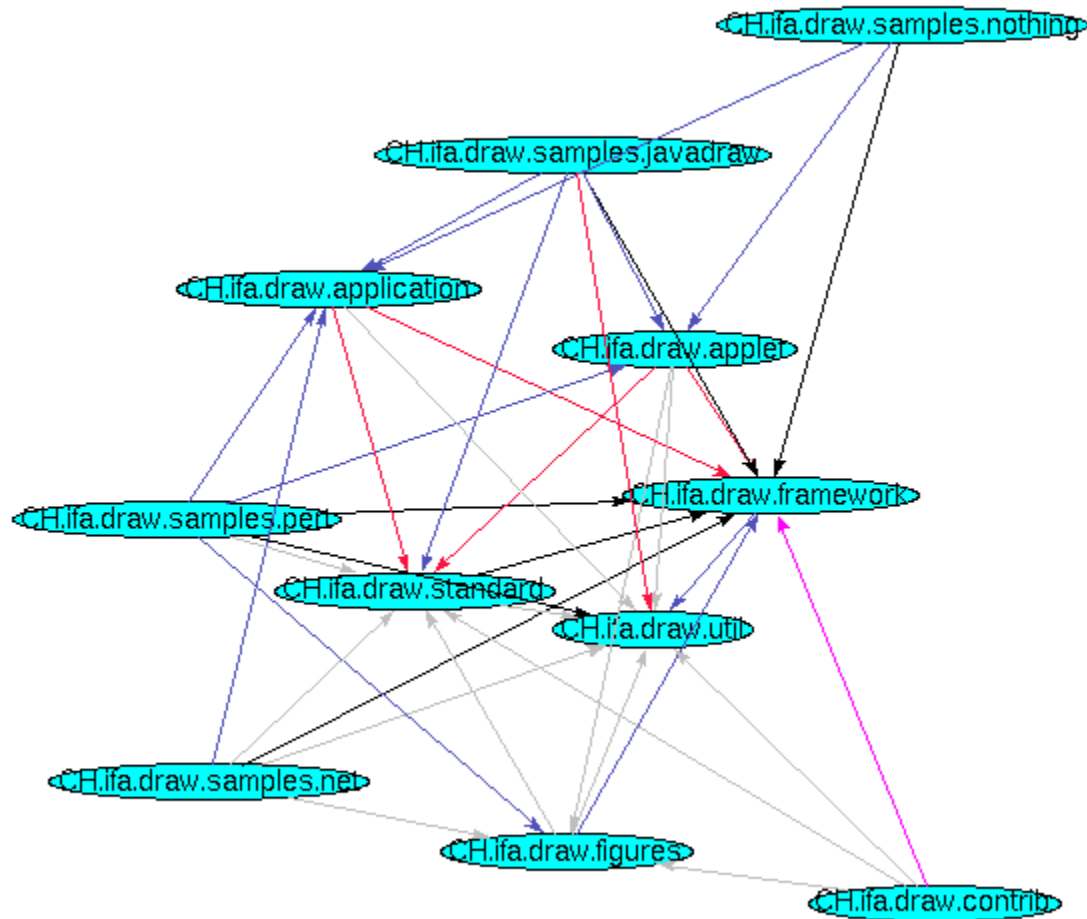 CH.ifa.draw.samples.nothing
CH.ifa.draw.samples.javadraw
CH.ifa.draw.application
CH.ifa.draw.applet
CH.ifa.draw.framework
CH.ifa.draw.samples.pert
CH.ifa.draw.standard
CH.ifa.draw.util
CH.ifa.draw.samples.net
CH.ifa.draw.figures
CH.ifa.draw.contrib